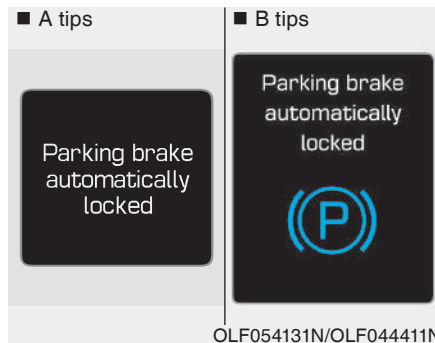 ■ A tips
Parking brake
automatically
locked
■ B tips
Parking brake
automatically
locked
P
OLF054131N/OLF044411N